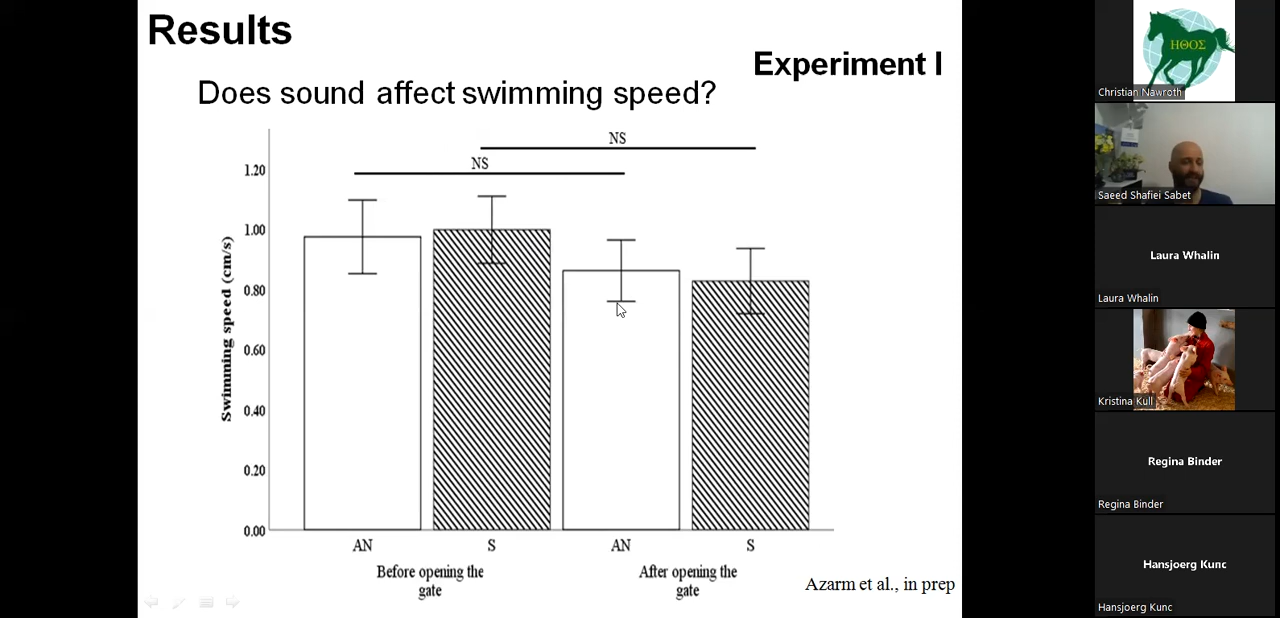 Results
Experiment I
Does sound affect swimming speed?
NS
NS
1.20
1.00
0.80
0.60
0.40
0.20
0.00
Swimming speed (cm/s)
AN
S
AN
S
Before opening the
gate
After opening the
gate
Azarm et al., in prep
ΗΘΟΣ
Christian Nawroth
Saeed Shafiei Sabet
Laura Whalin
Laura Whalin
Kristina Kull
Regina Binder
Regina Binder
Hansjoerg Kunc
Hansjoerg Kunc